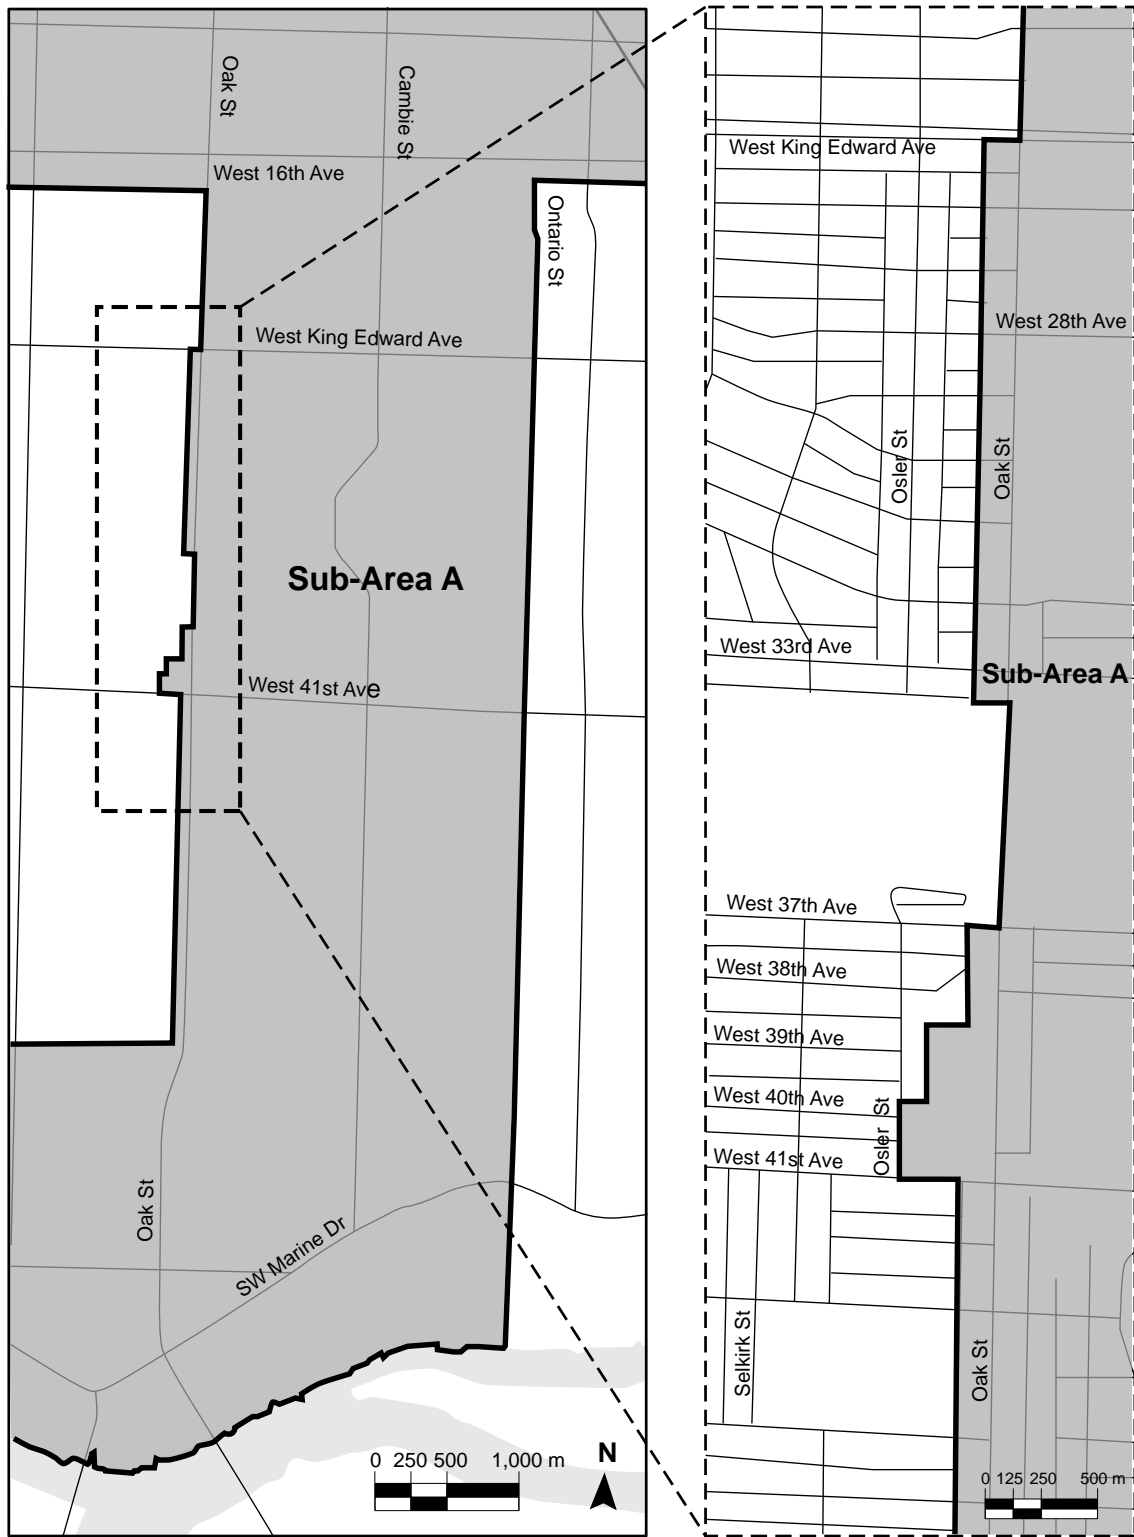 Oak St
Cambie St
West 16th Ave
Ontario St
West King Edward Ave
Sub-Area A
West 41st Ave
Oak St
SW Marine Dr
0 250 500 1,000 m
N
West King Edward Ave
West 28th Ave
Osler St
Oak St
West 33rd Ave
Sub-Area A
West 37th Ave
West 38th Ave
West 39th Ave
West 40th Ave
Osler St
West 41st Ave
Selkirk St
Oak St
0 125 250 500 m